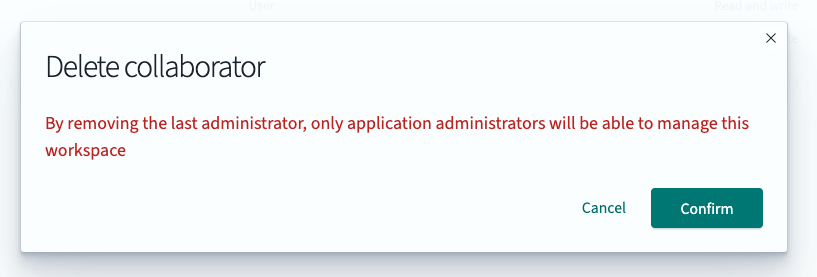 Read and write
Delete collaborator
By removing the last administrator, only application administrators will be able to manage this
workspace
Cancel
Confirm